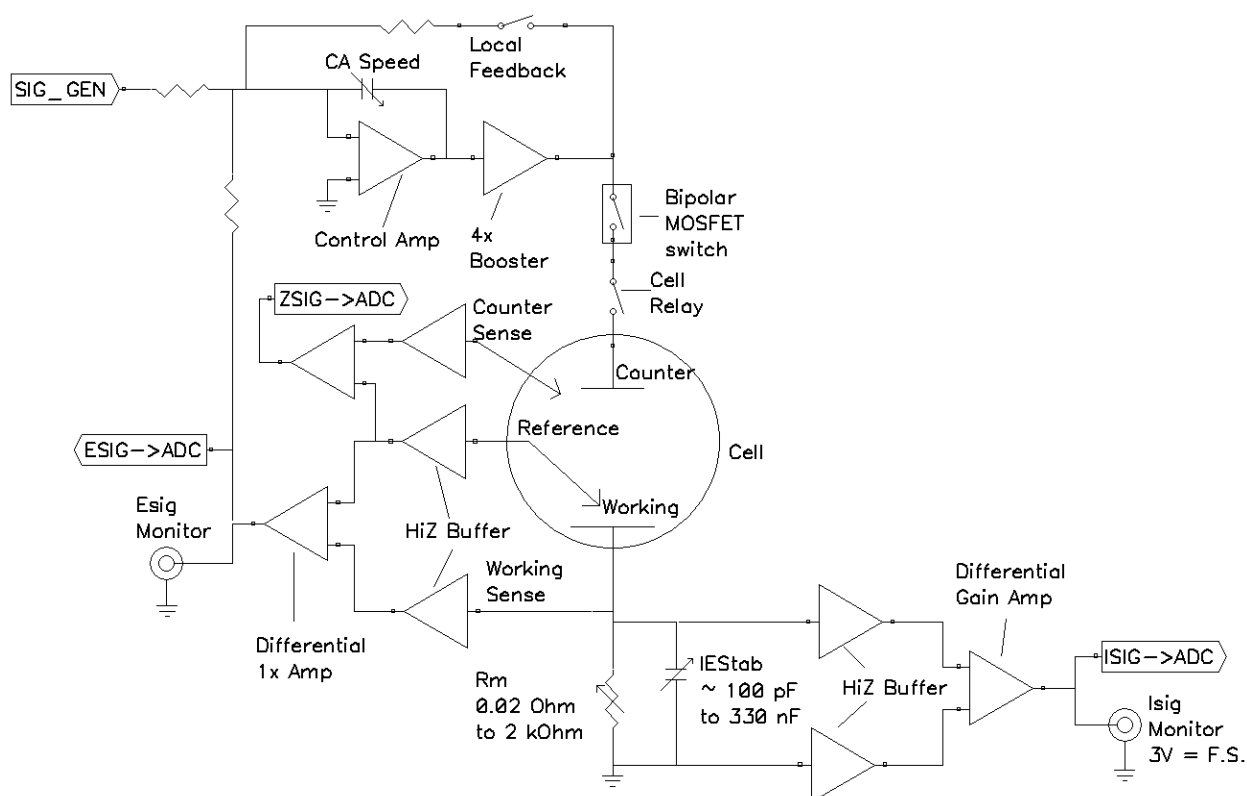 Local
Feedback
CA Speed
SIG_GEN
Control Amp
4x
Booster
Bipolar
MOSFET
switch
Cell
Relay
ZSIG->ADC
Counter
Sense
Counter
Reference
Cell
ESIG->ADC
Esig
Monitor
HiZ Buffer
Working
Working
Sense
Differential
1x Amp
Differential
Gain Amp
Rm
0.02 Ohm
to 2 kOhm
IEStab
~ 100 pF
to 330 nF
HiZ Buffer
ISIG->ADC
Isig
Monitor
3V = F.S.